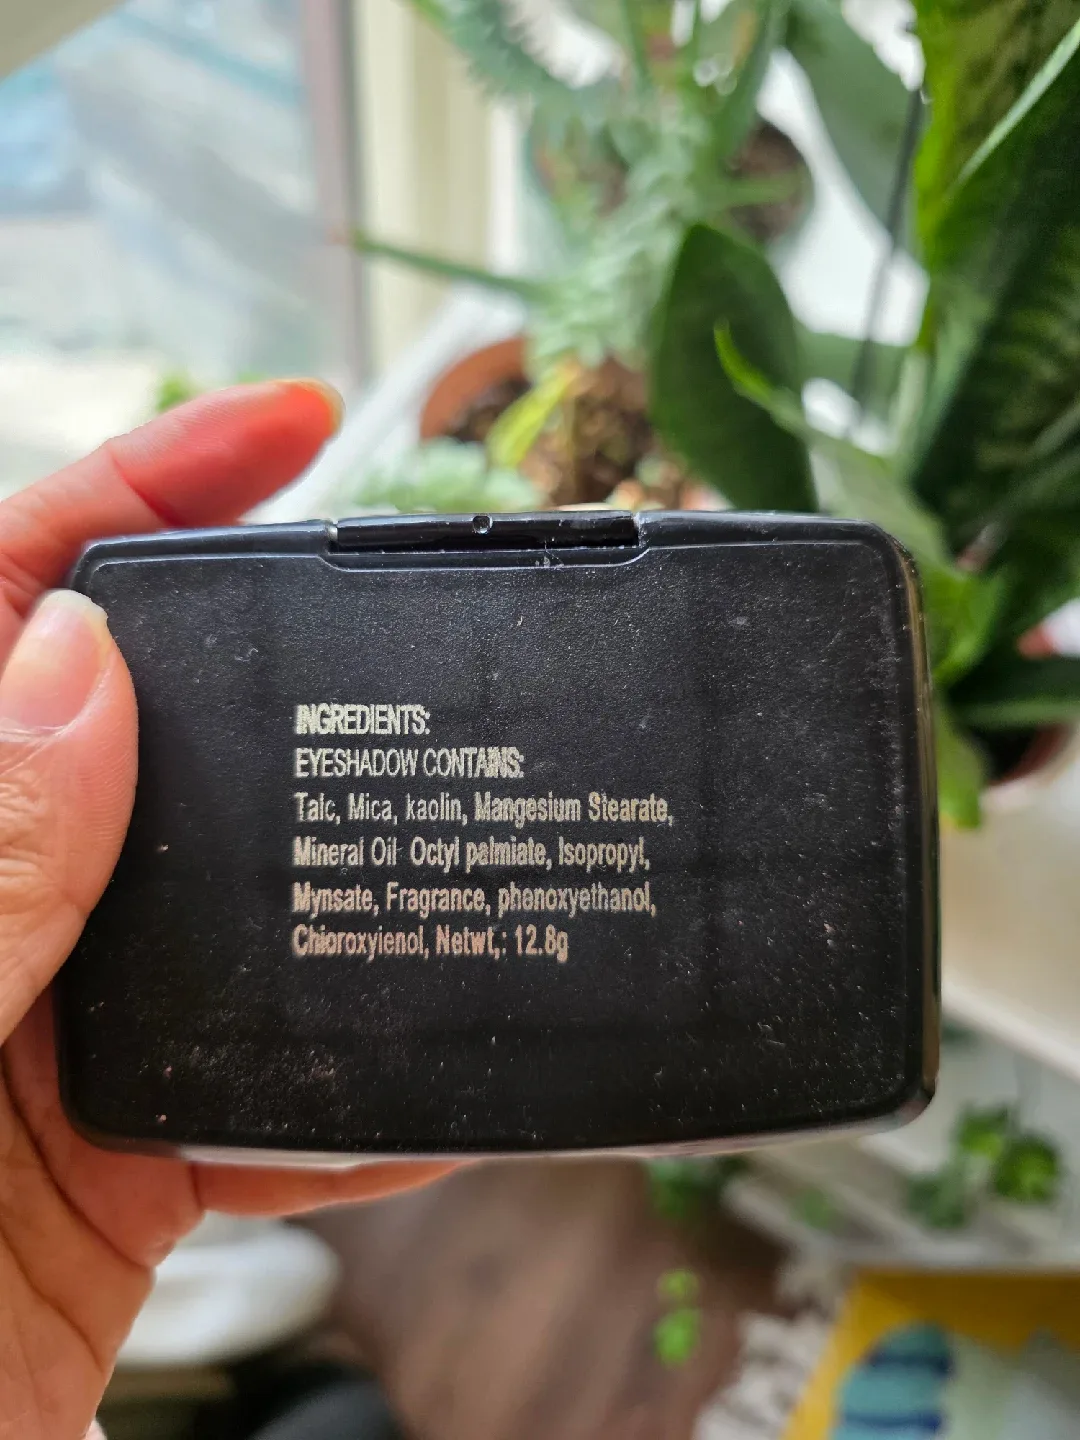 INGREDIENTS:
EYESHADOW CONTAINS:
Talc, Mica, kaolin, Mangesium Stearate,
Mineral Oil Octyl palmiate, Isopropyl,
Mynsate, Fragrance, phenoxyethanol,
Chioroxyienol, Netwt,: 12.8g